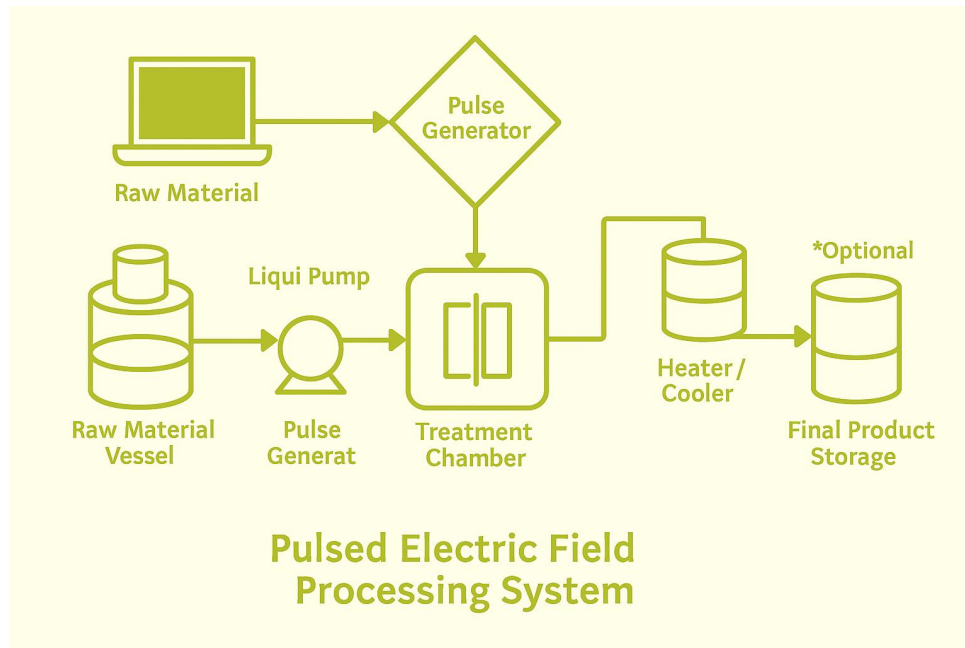 Pulse
Generator
Raw Material
*Optional
Liqui Pump
Heater /
Cooler
Raw Material
Vessel
Pulse
Generat
Treatment
Chamber
Final Product
Storage
Pulsed Electric Field
Processing System